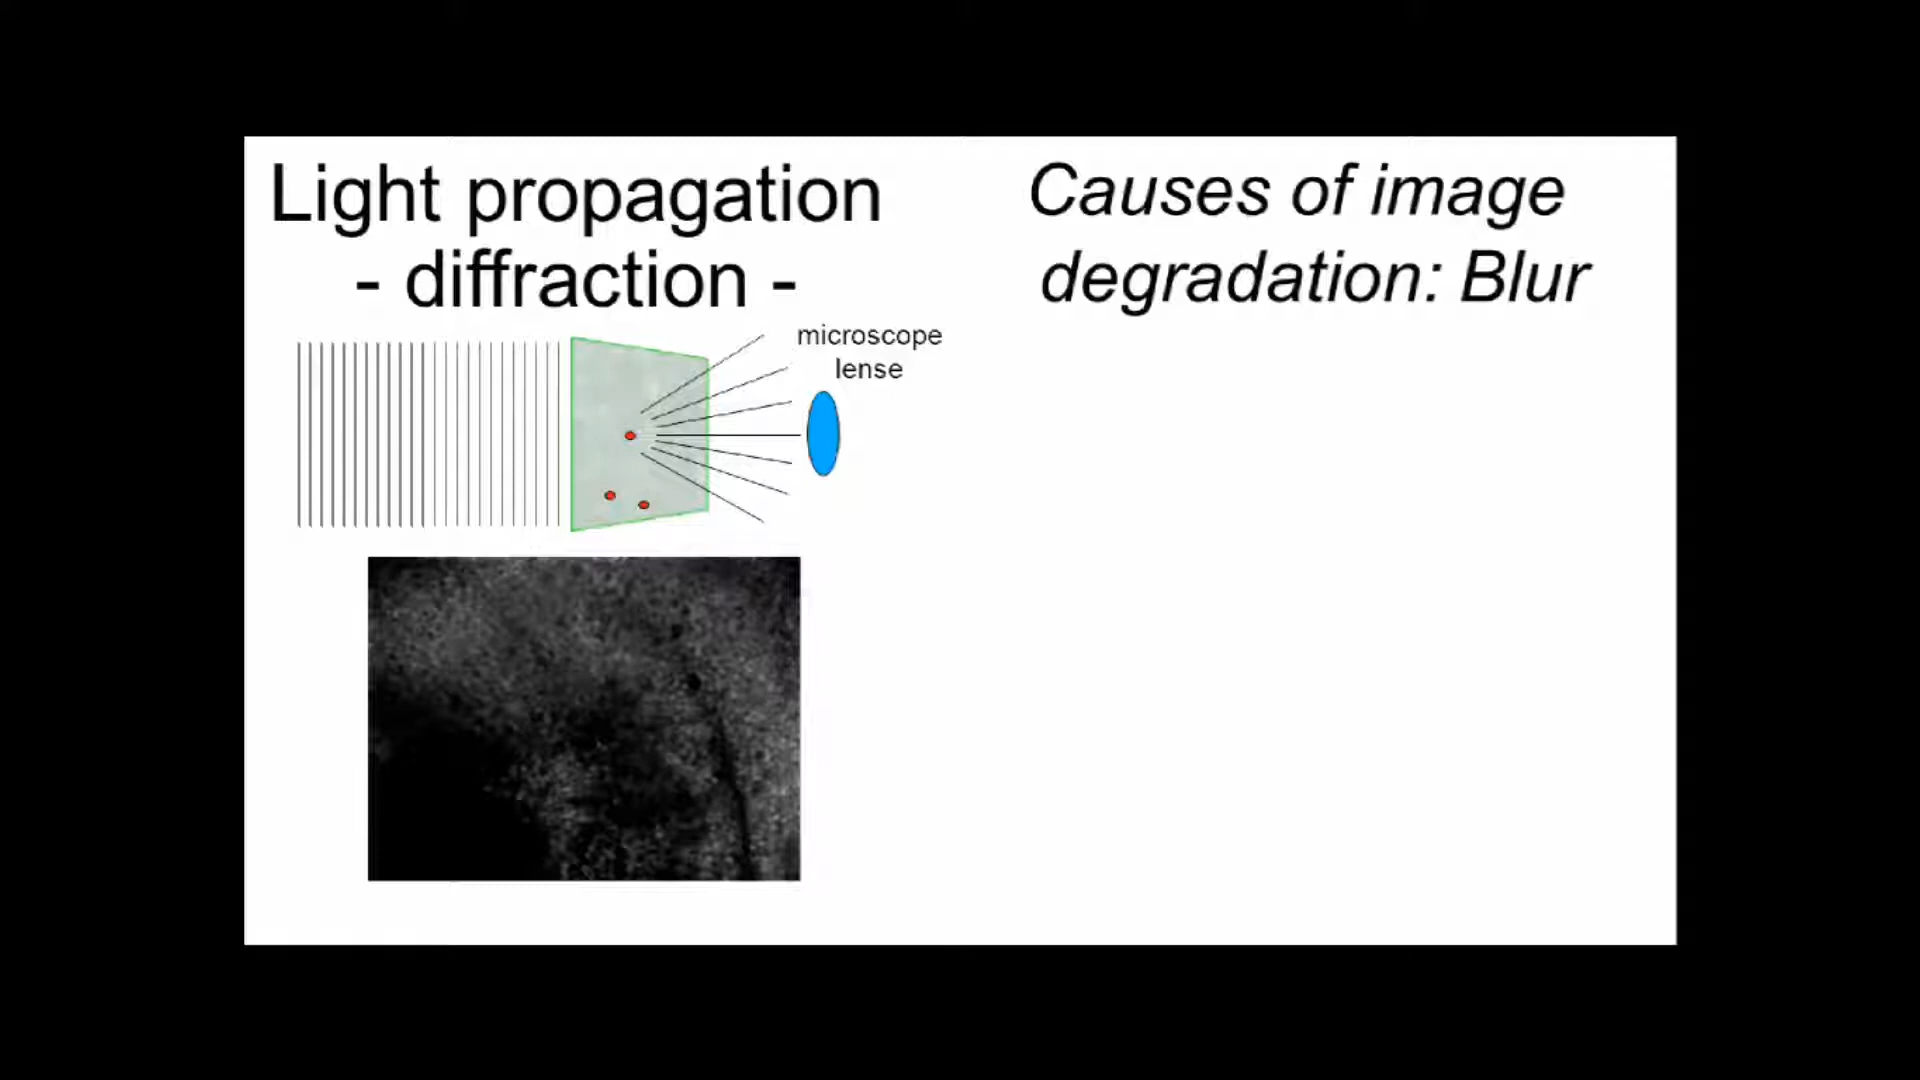 Light propagation
- diffraction -
Causes of image
degradation: Blur
microscope
lense